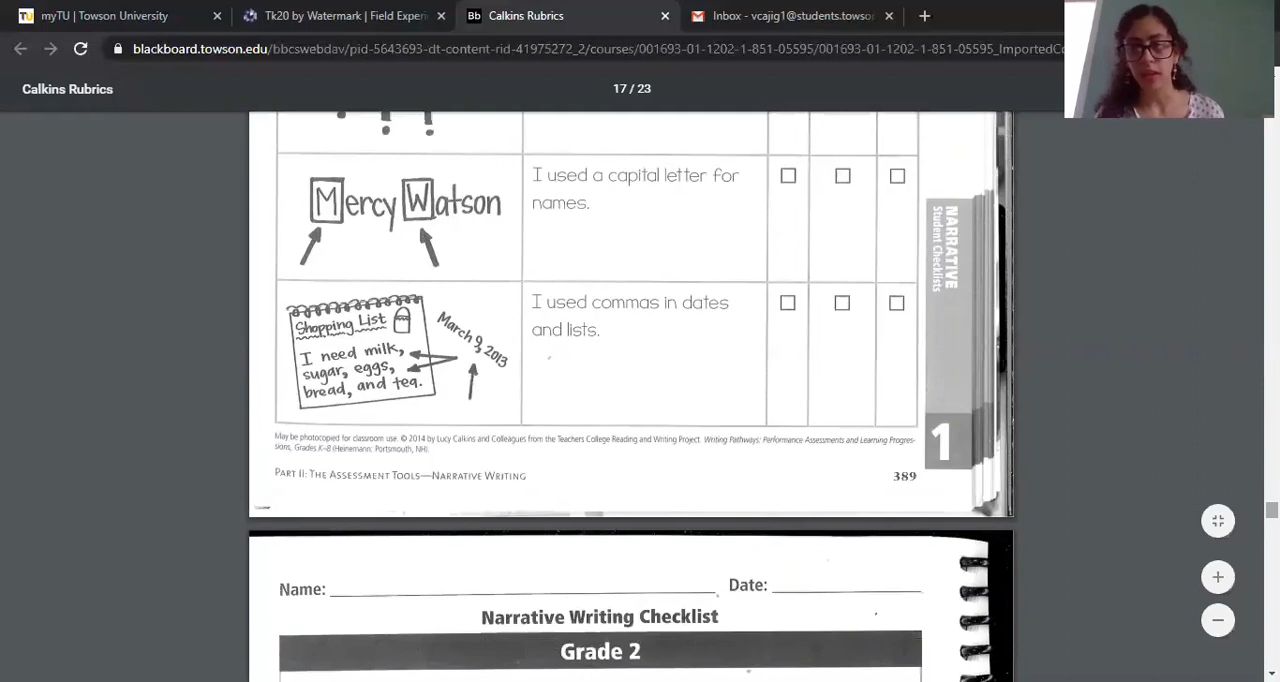 myTU | Towson University
Tk20 by Watermark | Field Exper
Bb Calkins Rubrics
Inbox - vcajig1@students.towso
blackboard.towson.edu/bbcswebdav/pid-5643693-dt-content-rid-41975272_2/courses/001693-01-1202-1-851-05595/001693-01-1202-1-851-05595_ImportedCo
Calkins Rubrics
17 / 23
Mercy Watson
I used a capital letter for
names.
NARRATIVE
Student Checklists
Shopping List
I need milk,
sugar, eggs,
bread, and tea.
March 9, 2013
I used commas in dates
and lists.
1
May be photocopied for classroom use. © 2014 by Lucy Calkins and Colleagues from the Teachers College Reading and Writing Project. Writing Pathways: Performance Assessments and Learning Progres-
sions, Grades K–8 (Heinemann: Portsmouth, NH).
PART II: THE ASSESSMENT TOOLS—NARRATIVE WRITING
389
Name:
Date:
Narrative Writing Checklist
Grade 2